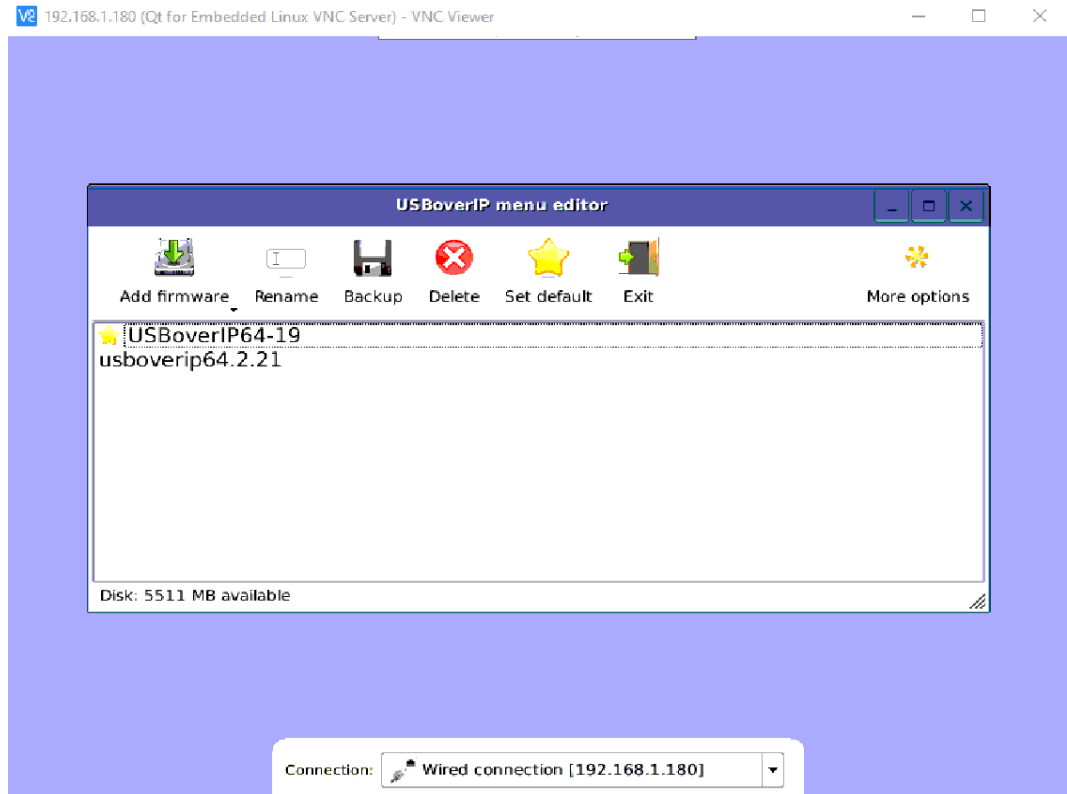 192.168.1.180 (Qt for Embedded Linux VNC Server) - VNC Viewer
USBoverIP menu editor
Add firmware Rename Backup Delete Set default Exit More options
USBoverIP64-19
usboverip64.2.21
Disk: 5511 MB available
Connection: Wired connection [192.168.1.180]